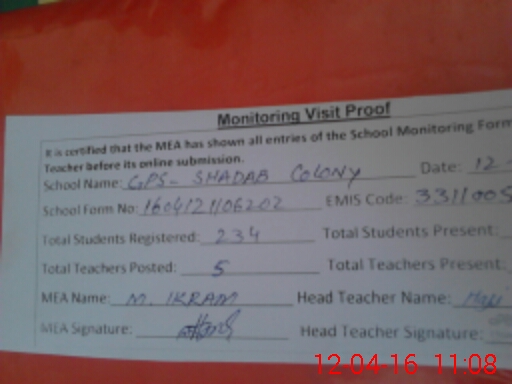 Monitoring Visit Proof
It is certified that the MEA has shown all entries of the School Monitoring Form
Teacher before its online submission.
School Name: GPS- SHADAB COLONY Date: 12-
School Form No: 1604121106202 EMIS Code: 3311005
Total Students Registered: 234 Total Students Present:
Total Teachers Posted: 5 Total Teachers Present:
MEA Name: M. IKRAM Head Teacher Name:
MEA Signature: Head Teacher Signature:
12-04-16 11:08